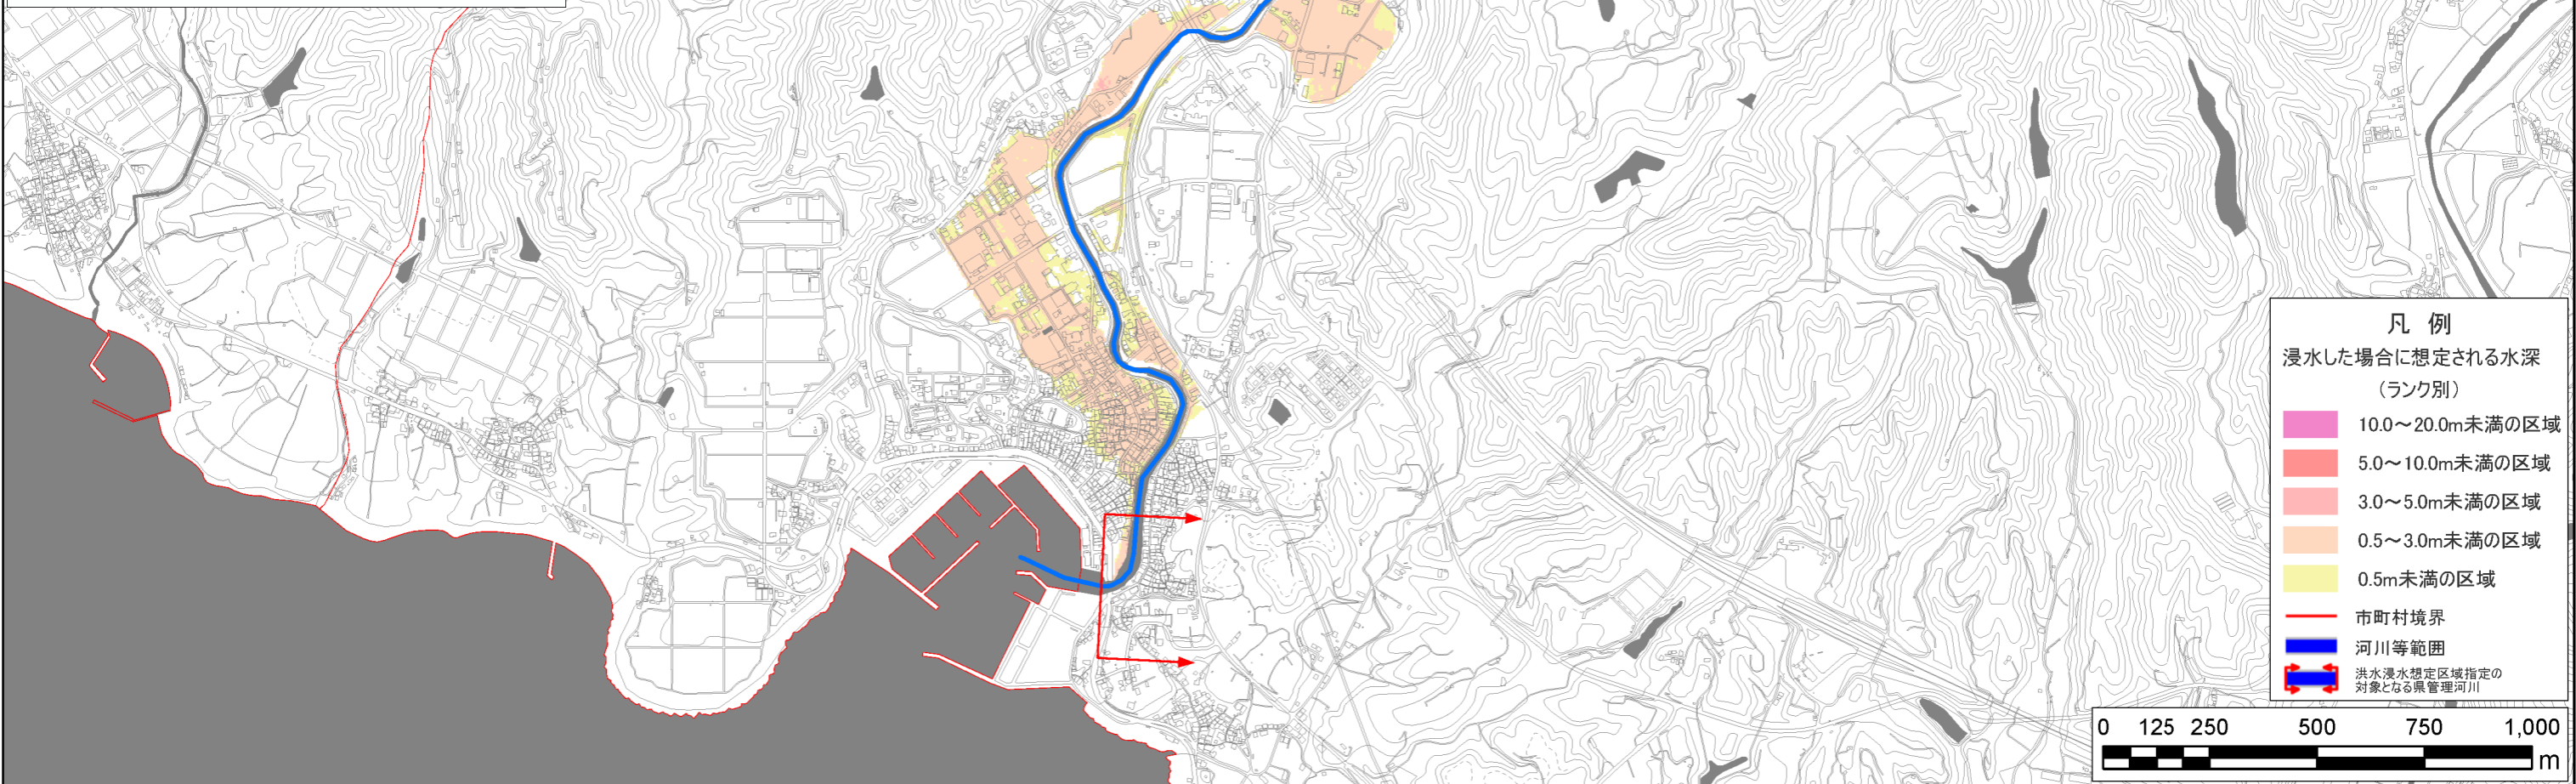 凡 例
浸水した場合に想定される水深
（ランク別）
10.0～20.0m未満の区域
5.0～10.0m未満の区域
3.0～5.0m未満の区域
0.5～3.0m未満の区域
0.5m未満の区域
市町村境界
河川等範囲
洪水浸水想定区域指定の
対象となる県管理河川
0 125 250 500 750 1,000
m